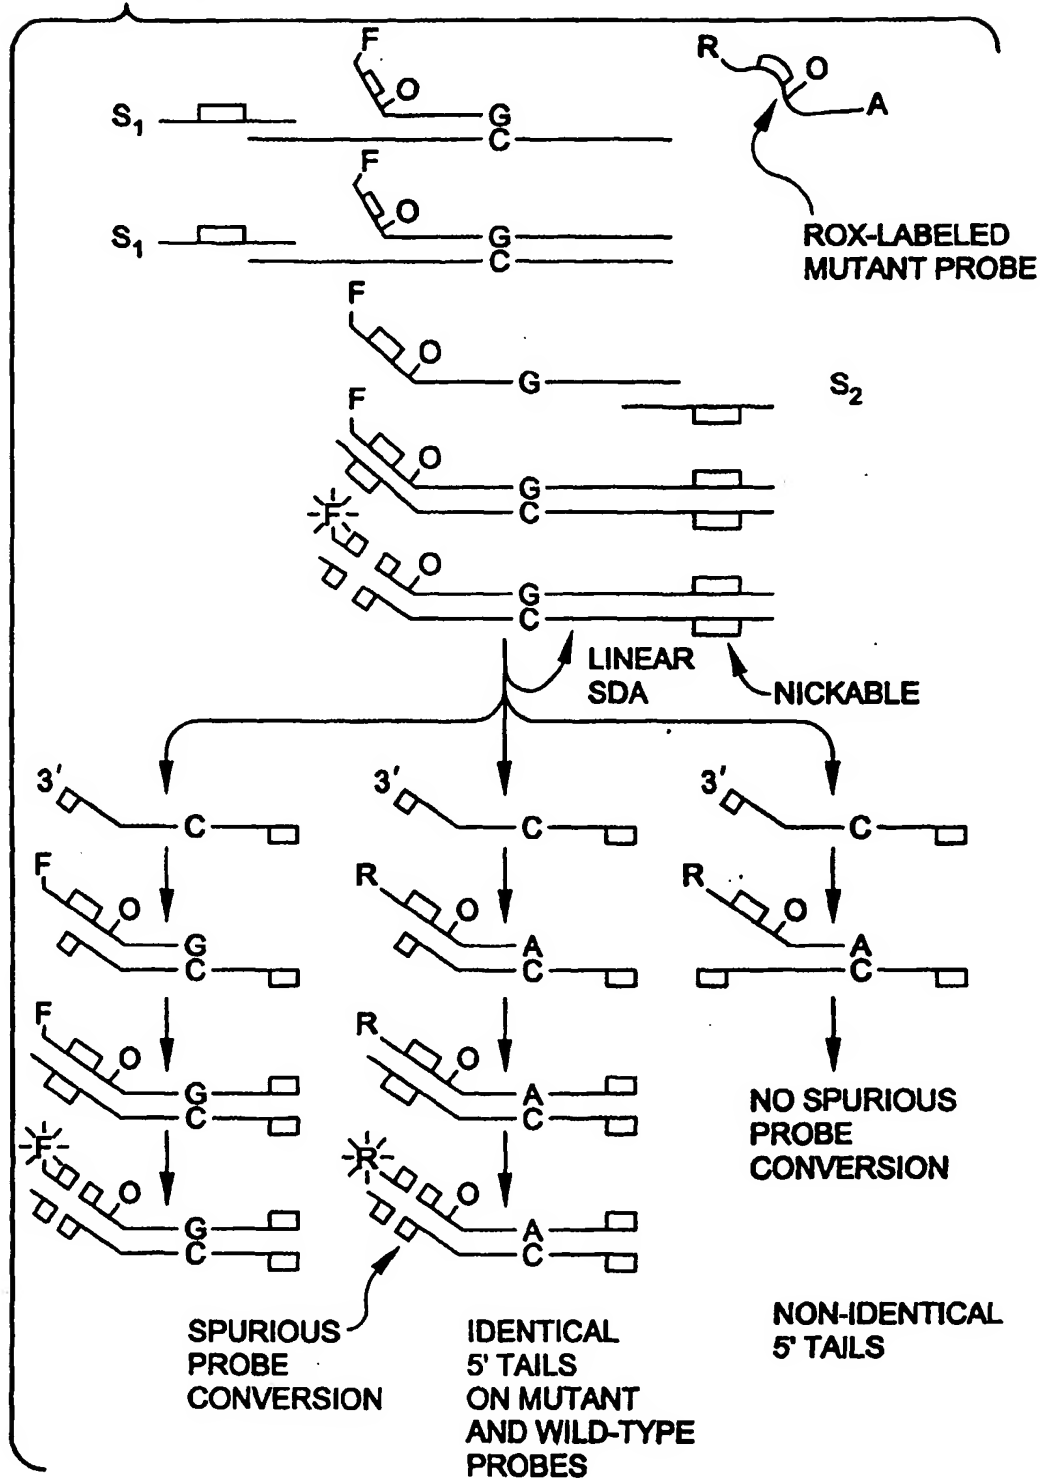 F
R
O
O
S1
G
A
C
F
O
ROX-LABELED
MUTANT PROBE
S1
G
C
F
O
G
S2
F
O
G
C
F
O
G
C
LINEAR
SDA
NICKABLE
3'
3'
3'
C
C
C
F
R
R
O
O
O
G
A
A
C
C
C
F
R
O
O
G
A
C
C
NO SPURIOUS
PROBE
CONVERSION
F
R
O
O
G
A
C
C
SPURIOUS
PROBE
CONVERSION
IDENTICAL
5' TAILS
ON MUTANT
AND WILD-TYPE
PROBES
NON-IDENTICAL
5' TAILS